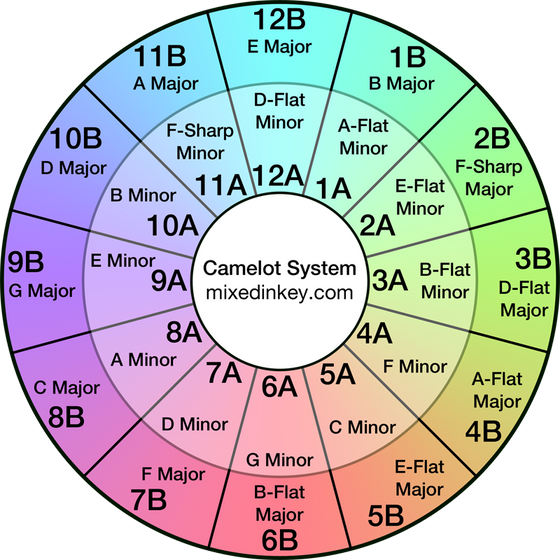 12B
E Major
1B
B Major
2B
F-Sharp
Major
3B
D-Flat
Major
A-Flat
Major
4B
E-Flat
Major
5B
B-Flat
Major
6B
F Major
7B
C Major
8B
9B
G Major
10B
D Major
11B
A Major
D-Flat
Minor
12A
A-Flat
Minor
1A
E-Flat
Minor
2A
3A
B-Flat
Minor
4A
F Minor
5A
C Minor
6A
G Minor
7A
D Minor
8A
A Minor
E Minor
9A
B Minor
10A
F-Sharp
Minor
11A
Camelot System
mixedinkey.com